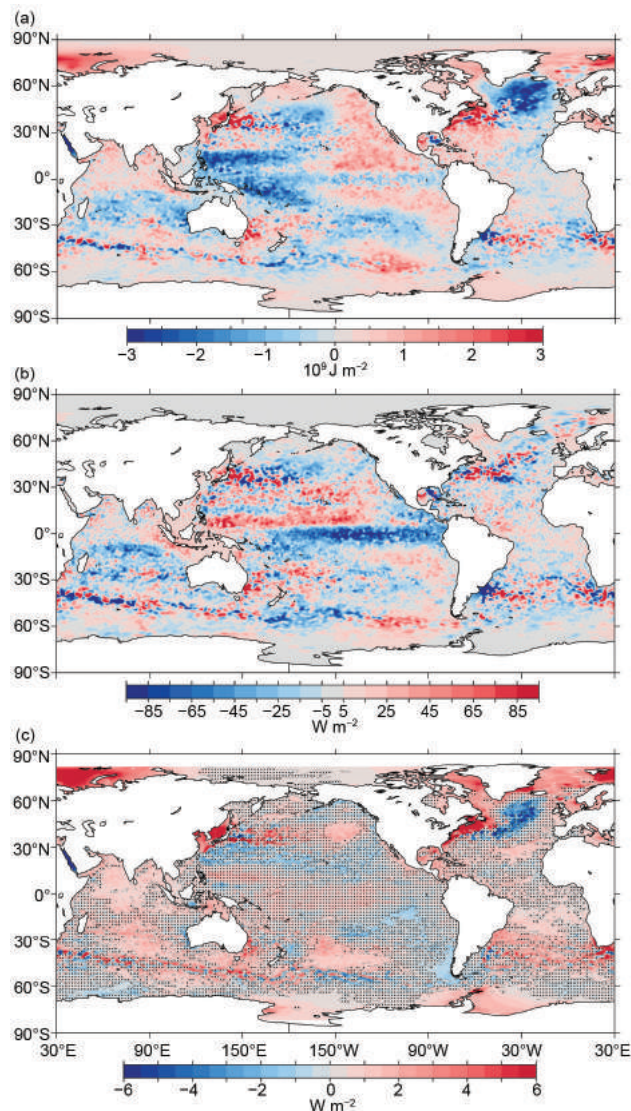 (a)
90°N
60°N
30°N
0°
30°S
60°S
90°S
−3 −2 −1 0 1 2 3
10⁹ J m⁻²
(b)
90°N
60°N
30°N
0°
30°S
60°S
90°S
−85 −65 −45 −25 −5 5 25 45 65 85
W m⁻²
(c)
90°N
60°N
30°N
0°
30°S
60°S
90°S
30°E 90°E 150°E 150°W 90°W 30°W 30°E
−6 −4 −2 0 2 4 6
W m⁻²